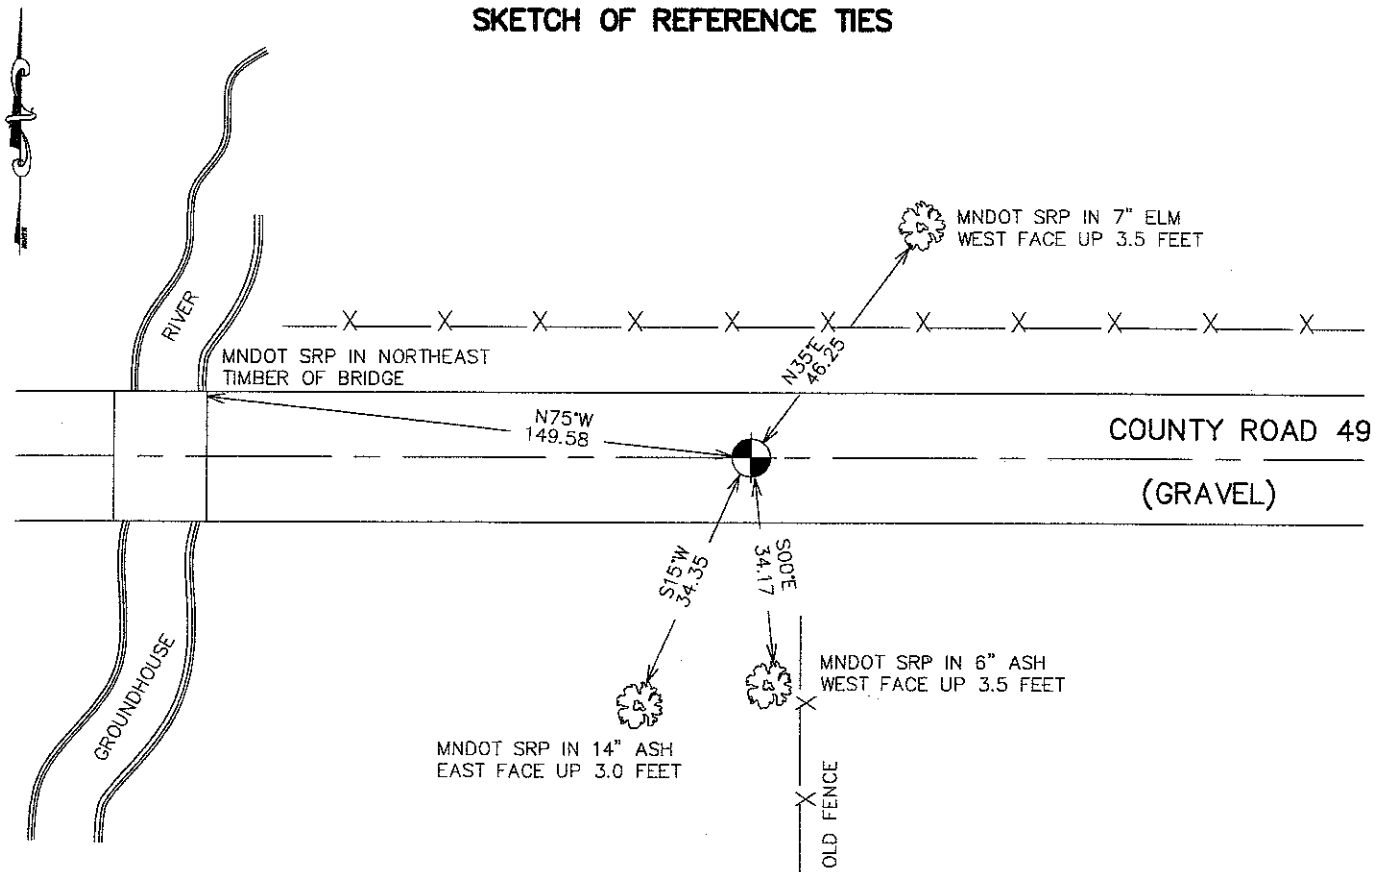 SKETCH OF REFERENCE TIES
MNDOT SRP IN 7" ELM
WEST FACE UP 3.5 FEET
RIVER
MNDOT SRP IN NORTHEAST
TIMBER OF BRIDGE
N35°E
46.25
N75°W
149.58
COUNTY ROAD 49
(GRAVEL)
S15°W
34.35
S00°E
34.17
GROUNDHOUSE
MNDOT SRP IN 6" ASH
WEST FACE UP 3.5 FEET
MNDOT SRP IN 14" ASH
EAST FACE UP 3.0 FEET
OLD FENCE